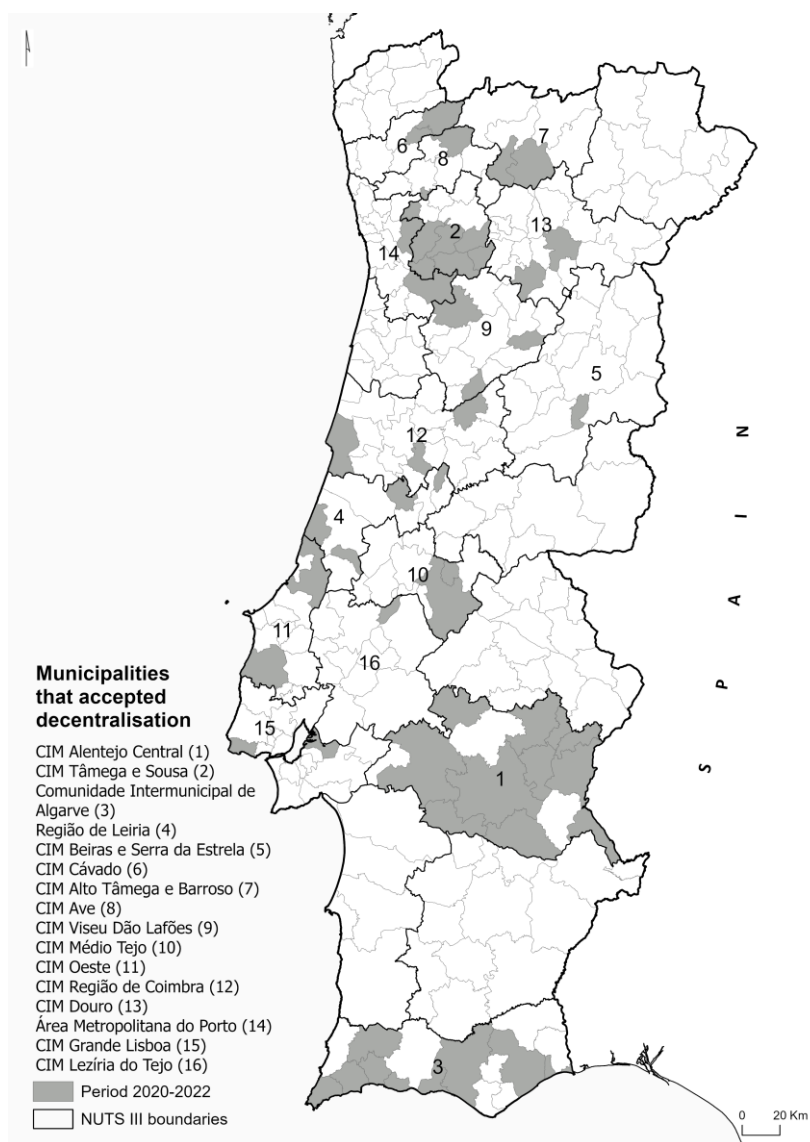 6
7
8
2
13
14
9
5
12
4
10
11
16
15
1
3
N
I
A
P
S
Municipalities
that accepted
decentralisation
CIM Alentejo Central (1)
CIM Tâmega e Sousa (2)
Comunidade Intermunicipal de
Algarve (3)
Região de Leiria (4)
CIM Beiras e Serra da Estrela (5)
CIM Cávado (6)
CIM Alto Tâmega e Barroso (7)
CIM Ave (8)
CIM Viseu Dão Lafões (9)
CIM Médio Tejo (10)
CIM Oeste (11)
CIM Região de Coimbra (12)
CIM Douro (13)
Área Metropolitana do Porto (14)
CIM Grande Lisboa (15)
CIM Lezíria do Tejo (16)
Period 2020-2022
NUTS III boundaries
0 20 Km